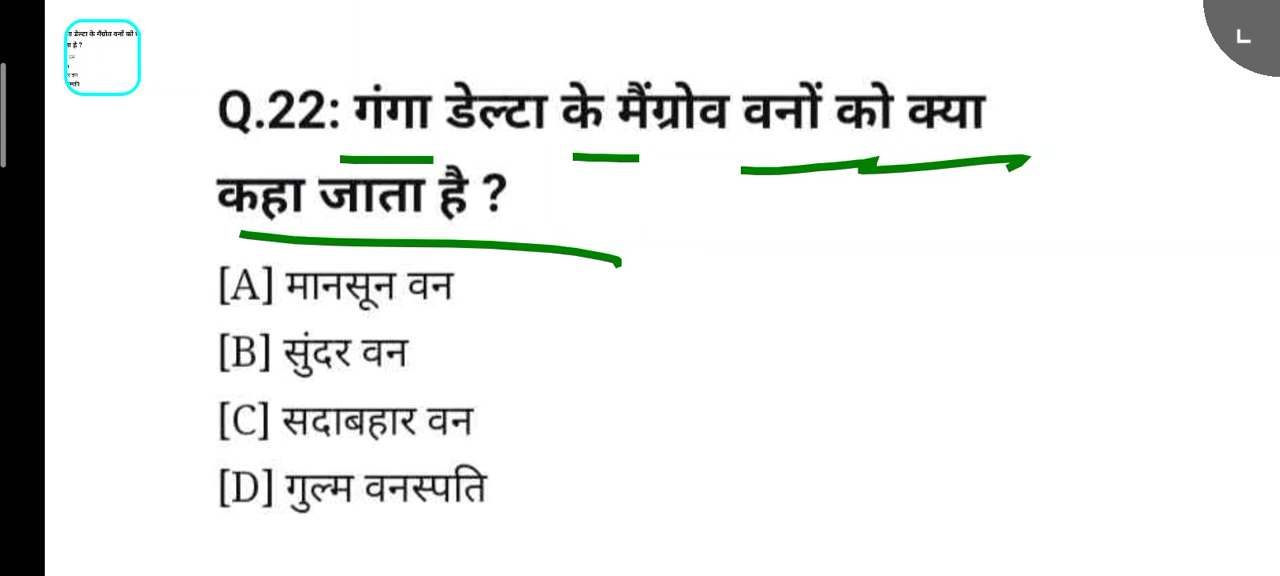 L
Q.22: गंगा डेल्टा के मैंग्रोव वनों को क्या
कहा जाता है ?
[A] मानसून वन
[B] सुंदर वन
[C] सदाबहार वन
[D] गुल्म वनस्पति